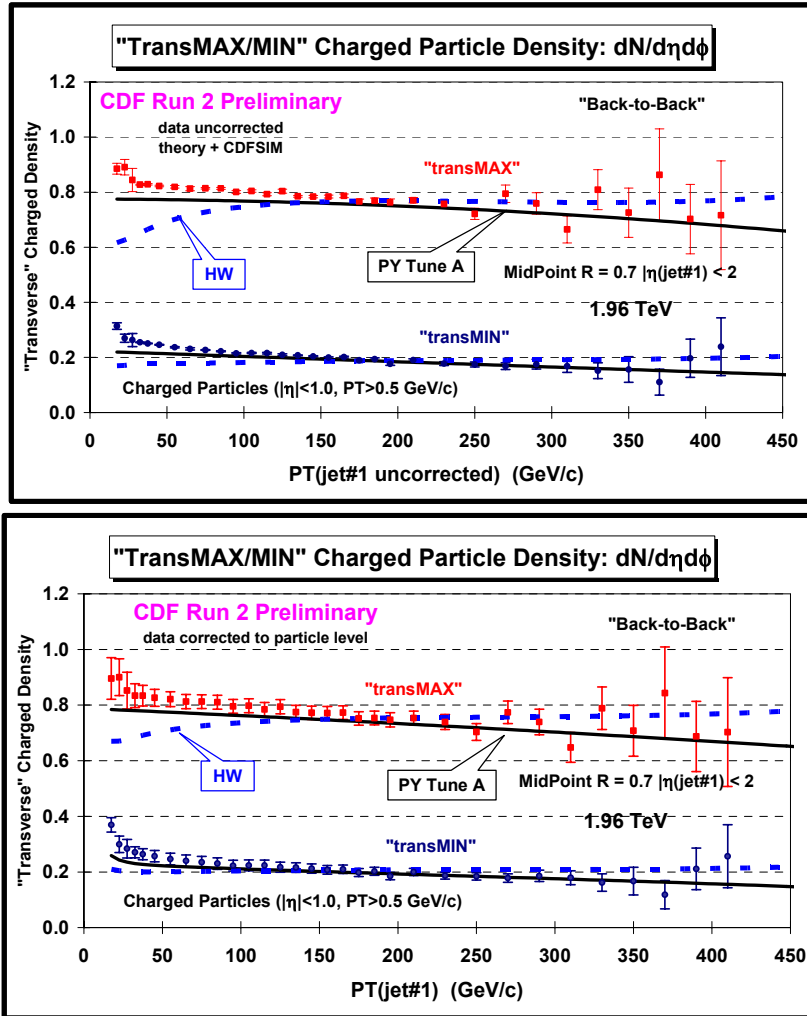 "TransMAX/MIN" Charged Particle Density: dN/dηdϕ
1.2
1.0
0.8
0.6
0.4
0.2
0.0
"Transverse" Charged Density
CDF Run 2 Preliminary
data uncorrected
theory + CDFSIM
"Back-to-Back"
"transMAX"
HW
PY Tune A
MidPoint R = 0.7 |η(jet#1) < 2
1.96 TeV
"transMIN"
Charged Particles (|η|<1.0, PT>0.5 GeV/c)
0 50 100 150 200 250 300 350 400 450
PT(jet#1 uncorrected) (GeV/c)
"TransMAX/MIN" Charged Particle Density: dN/dηdϕ
1.2
1.0
0.8
0.6
0.4
0.2
0.0
"Transverse" Charged Density
CDF Run 2 Preliminary
data corrected to particle level
"Back-to-Back"
"transMAX"
HW
PY Tune A
MidPoint R = 0.7 |η(jet#1) < 2
1.96 TeV
"transMIN"
Charged Particles (|η|<1.0, PT>0.5 GeV/c)
0 50 100 150 200 250 300 350 400 450
PT(jet#1) (GeV/c)